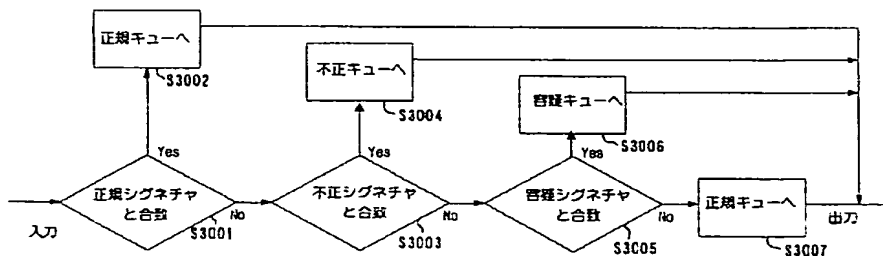 正規キューへ
S3002
不正キューへ
S3004
容疑キューへ
S3006
Yes
Yes
Yes
正規シグネチャ
と合致
No
S3001
不正シグネチャ
と合致
No
S3003
容疑シグネチャ
と合致
No
S3005
正規キューへ
S3007
入力
出力